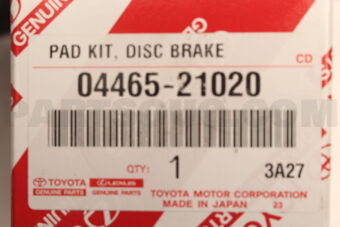 GENUINE
PAD KIT, DISC BRAKE
CD
04465-21020
QTY: 1
3A27
TOYOTA
GENUINE PARTS
LEXUS
GENUINE PARTS
TOYOTA MOTOR CORPORATION
MADE IN JAPAN 23